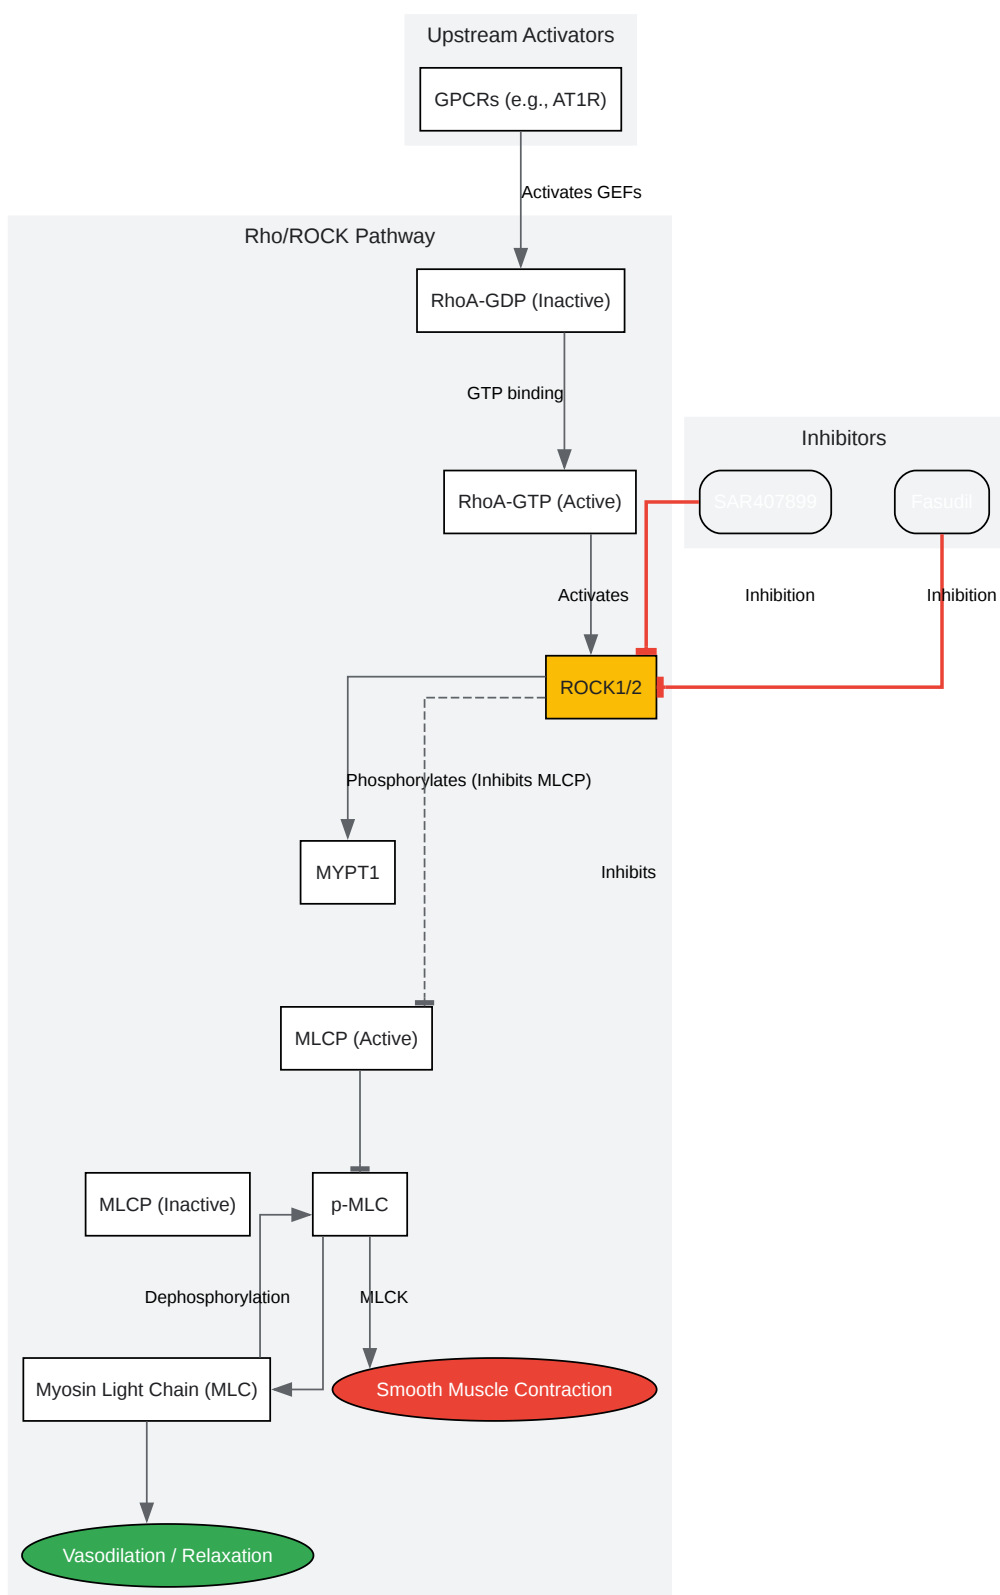 Upstream Activators
GPCRs (e.g., AT1R)
Activates GEFs
Rho/ROCK Pathway
RhoA-GDP (Inactive)
GTP binding
Inhibitors
RhoA-GTP (Active)
SAR407899
Fasudil
Activates
Inhibition
Inhibition
ROCK1/2
Phosphorylates (Inhibits MLCP)
MYPT1
Inhibits
MLCP (Active)
MLCP (Inactive)
p-MLC
Dephosphorylation
MLCK
Myosin Light Chain (MLC)
Smooth Muscle Contraction
Vasodilation / Relaxation